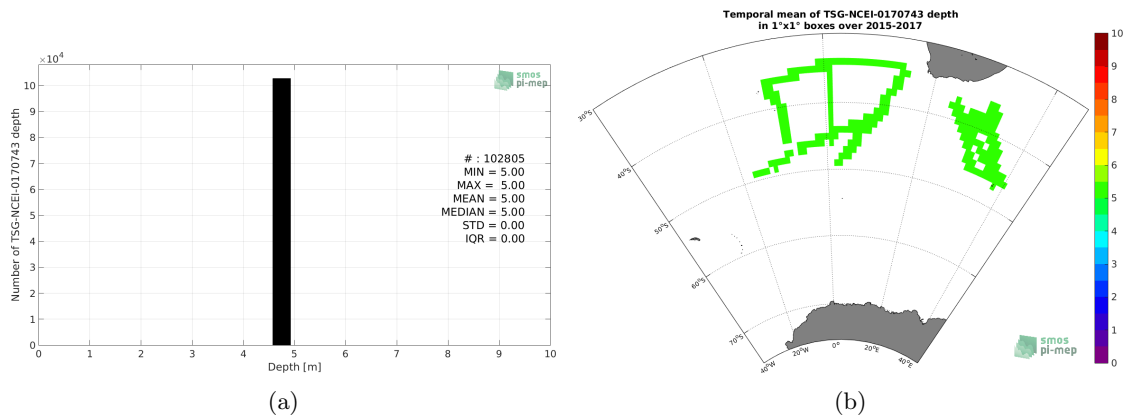 ×10⁴
10
9
8
7
6
5
4
3
2
1
0
Number of TSG-NCEI-0170743 depth
smos
pi-mep
# : 102805
MIN = 5.00
MAX = 5.00
MEAN = 5.00
MEDIAN = 5.00
STD = 0.00
IQR = 0.00
0 1 2 3 4 5 6 7 8 9 10
Depth [m]
(a)
Temporal mean of TSG-NCEI-0170743 depth
in 1°x1° boxes over 2015-2017
30°S
40°S
50°S
60°S
70°S
40°W
20°W
0°
20°E
40°E
10
9
8
7
6
5
4
3
2
1
0
smos
pi-mep
(b)